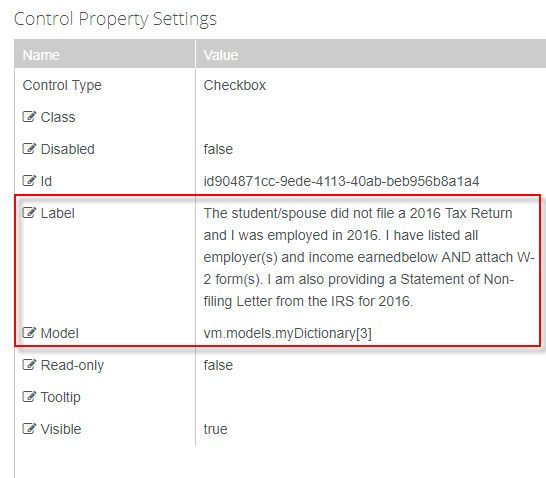 Control Property Settings
Name Value
Control Type Checkbox
Class
Disabled false
Id id904871cc-9ede-4113-40ab-beb956b8a1a4
Label The student/spouse did not file a 2016 Tax Return
and I was employed in 2016. I have listed all
employer(s) and income earnedbelow AND attach W-
2 form(s). I am also providing a Statement of Non-
filing Letter from the IRS for 2016.
Model vm.models.myDictionary[3]
Read-only false
Tooltip
Visible true